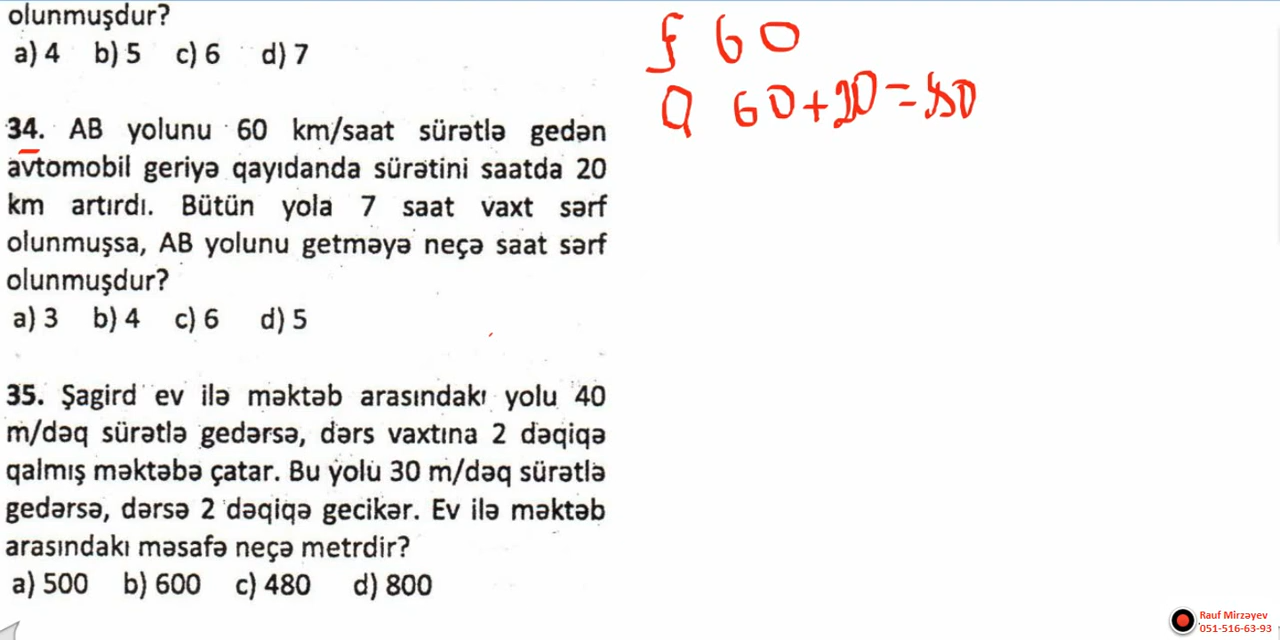 olunmuşdur?
a) 4 b) 5 c) 6 d) 7
34. AB yolunu 60 km/saat sürətlə gedən
avtomobil geriyə qayıdanda sürətini saatda 20
km artırdı. Bütün yola 7 saat vaxt sərf
olunmuşsa, AB yolunu getməyə neçə saat sərf
olunmuşdur?
a) 3 b) 4 c) 6 d) 5
35. Şagird ev ilə məktəb arasındakı yolu 40
m/dəq sürətlə gedərsə, dərs vaxtına 2 dəqiqə
qalmış məktəbə çatar. Bu yolu 30 m/dəq sürətlə
gedərsə, dərsə 2 dəqiqə gecikər. Ev ilə məktəb
arasındakı məsafə neçə metrdir?
a) 500 b) 600 c) 480 d) 800
60
60+20=80
Rauf Mirzəyev
051-516-63-93